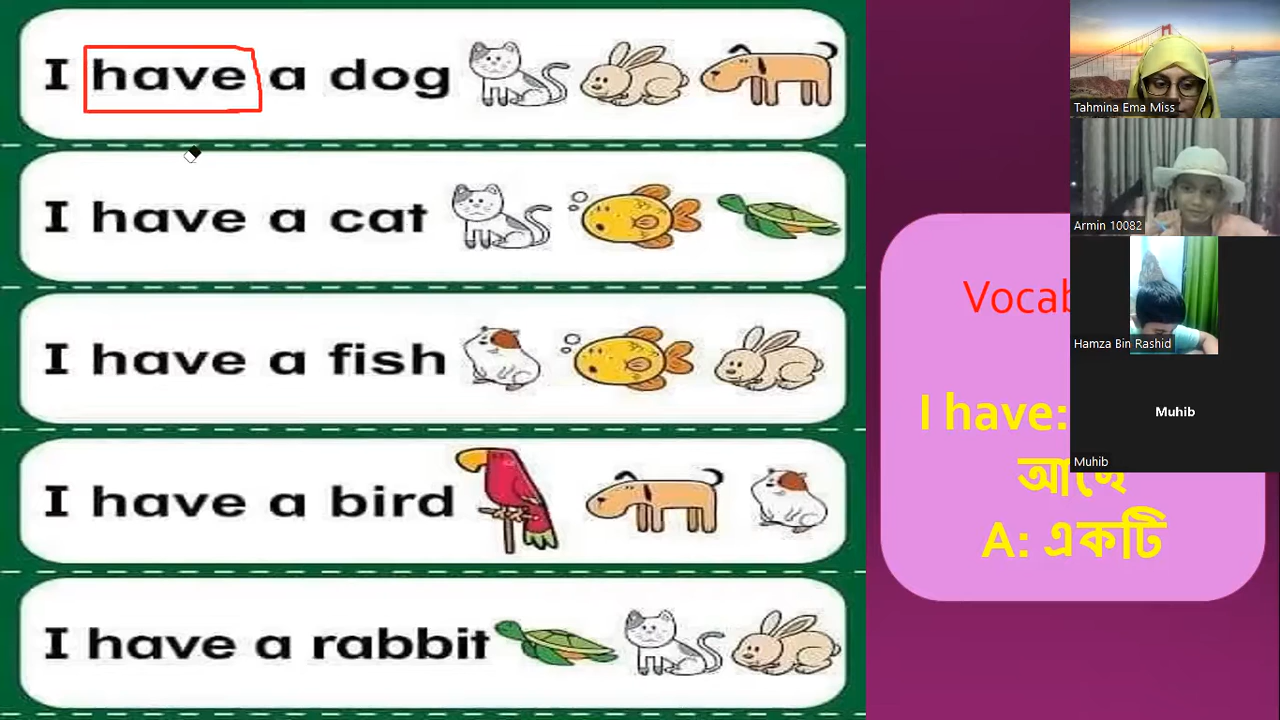 I have a dog
I have a cat
I have a fish
I have a bird
I have a rabbit
I have:
আছে
A: একটি
Tahmina Ema Miss
Armin 10082
Hamza Bin Rashid
Muhib
Muhib